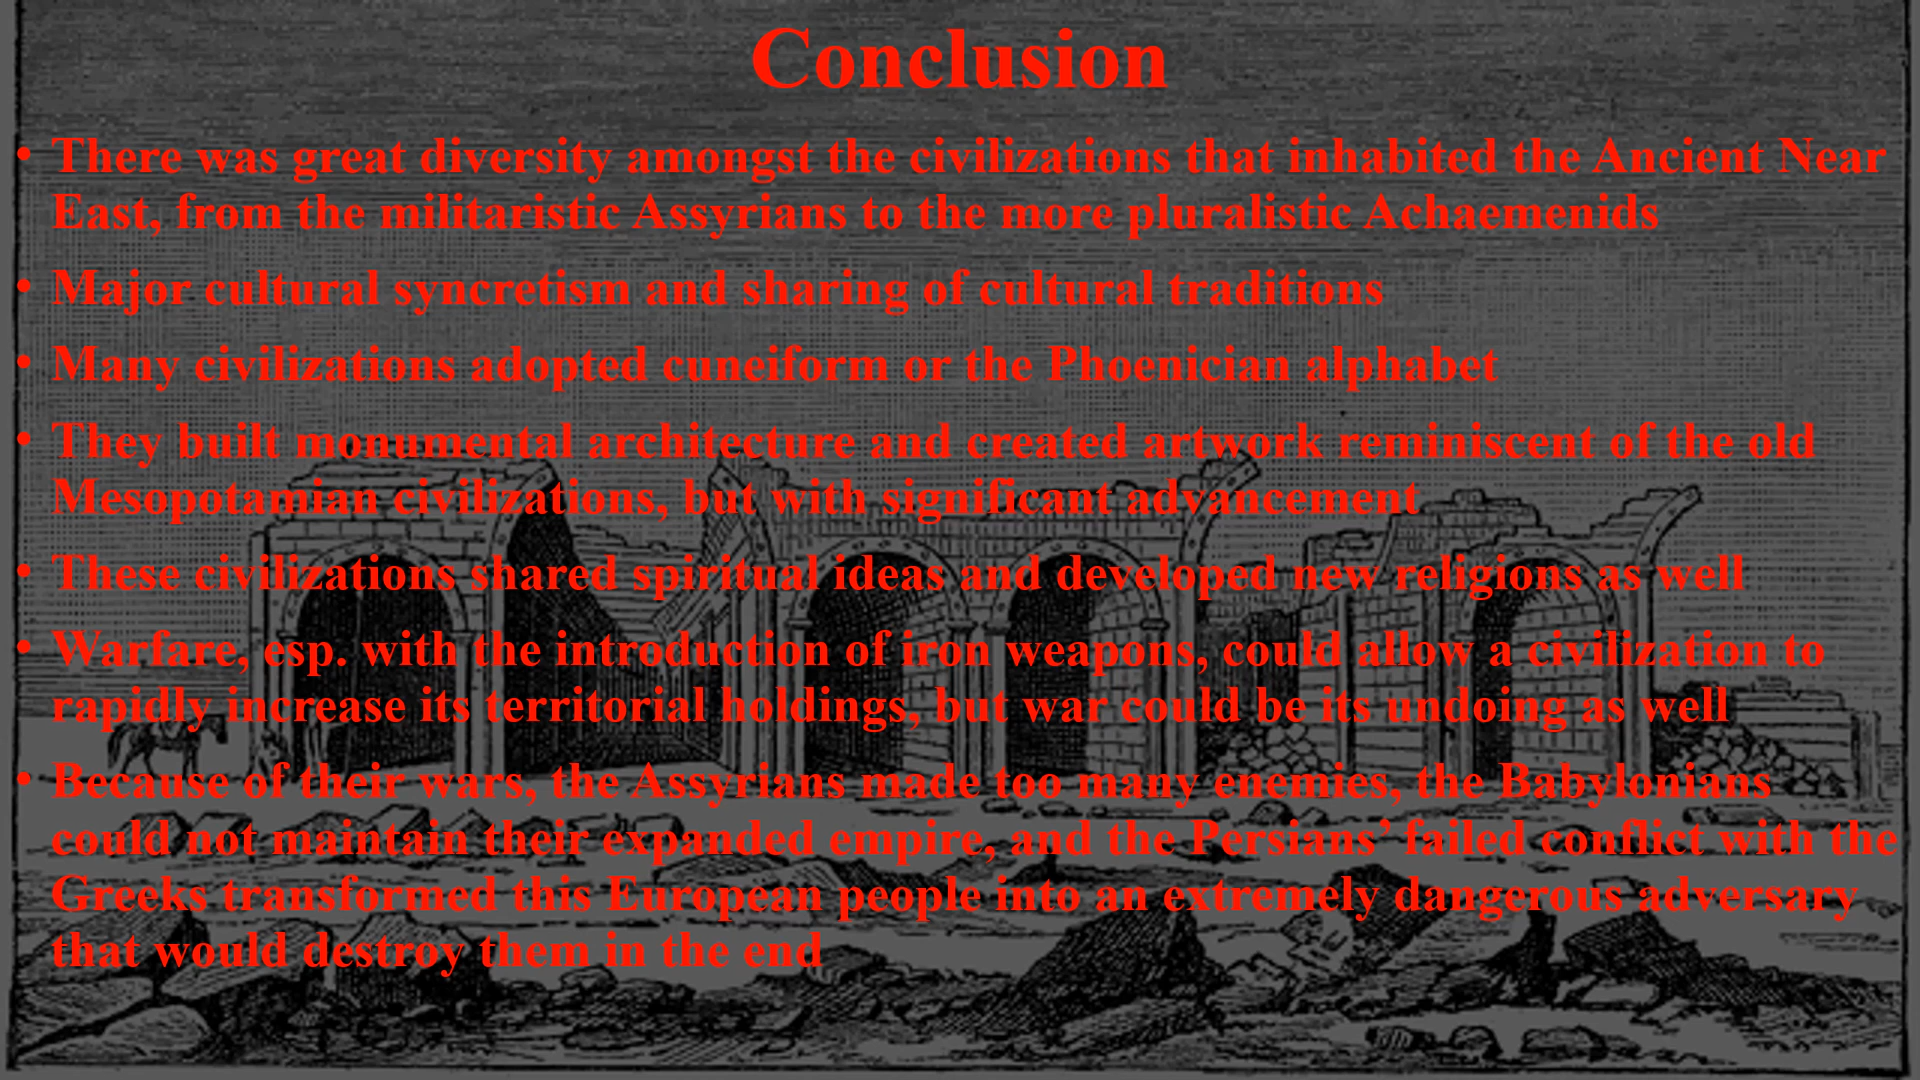 Conclusion
• There was great diversity amongst the civilizations that inhabited the Ancient Near
East, from the militaristic Assyrians to the more pluralistic Achaemenids
• Major cultural syncretism and sharing of cultural traditions
• Many civilizations adopted cuneiform or the Phoenician alphabet
• They built monumental architecture and created artwork reminiscent of the old
Mesopotamian civilizations, but with significant advancement
• These civilizations shared spiritual ideas and developed new religions as well
• Warfare, esp. with the introduction of iron weapons, could allow a civilization to
rapidly increase its territorial holdings, but war could be its undoing as well
• Because of their wars, the Assyrians made too many enemies, the Babylonians
could not maintain their expanded empire, and the Persians’ failed conflict with the
Greeks transformed this European people into an extremely dangerous adversary
that would destroy them in the end